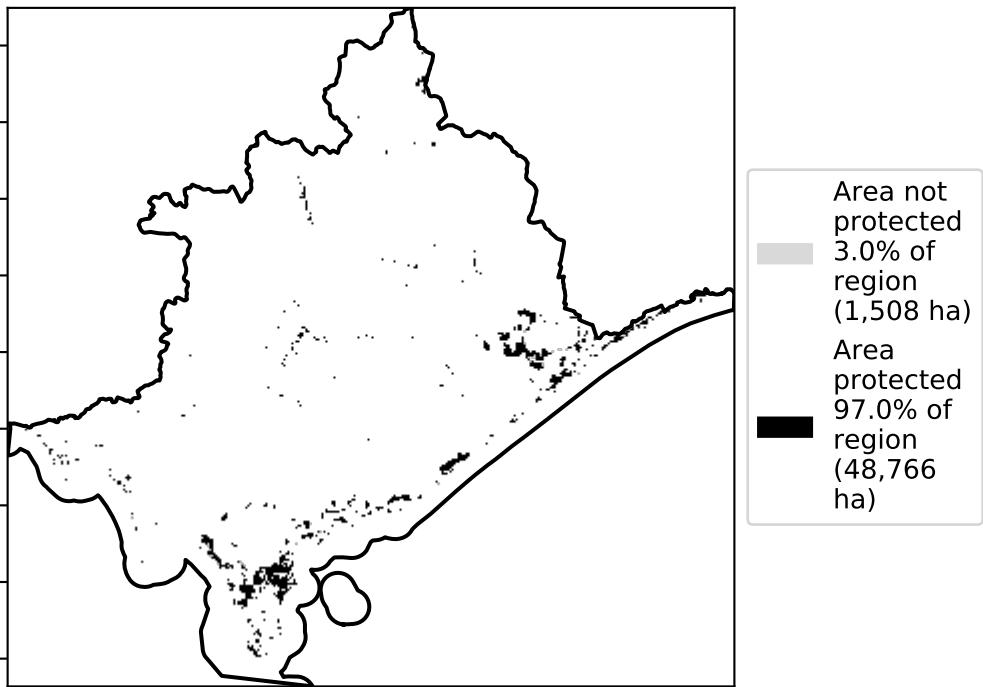 Area not
protected
3.0% of
region
(1,508 ha)
Area
protected
97.0% of
region
(48,766
ha)